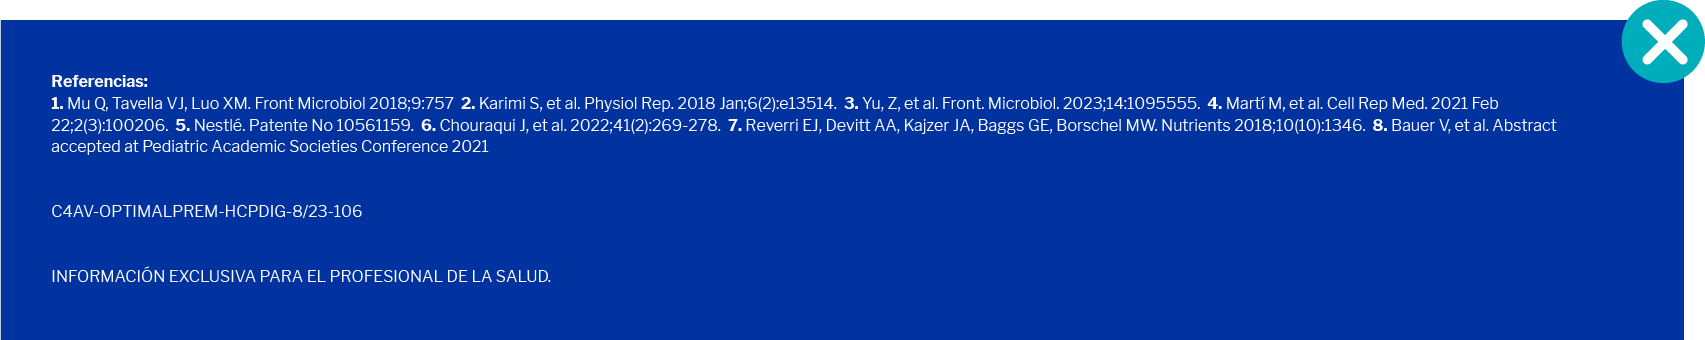 Referencias:
1. Mu Q, Tavella VJ, Luo XM. Front Microbiol 2018;9:757 2. Karimi S, et al. Physiol Rep. 2018 Jan;6(2):e13514. 3. Yu, Z, et al. Front. Microbiol. 2023;14:1095555. 4. Martí M, et al. Cell Rep Med. 2021 Feb
22;2(3):100206. 5. Nestlé. Patente No 10561159. 6. Chouraqui J, et al. 2022;41(2):269-278. 7. Reverri EJ, Devitt AA, Kajzer JA, Baggs GE, Borschel MW. Nutrients 2018;10(10):1346. 8. Bauer V, et al. Abstract
accepted at Pediatric Academic Societies Conference 2021
C4AV-OPTIMALPREM-HCPDIG-8/23-106
INFORMACIÓN EXCLUSIVA PARA EL PROFESIONAL DE LA SALUD.